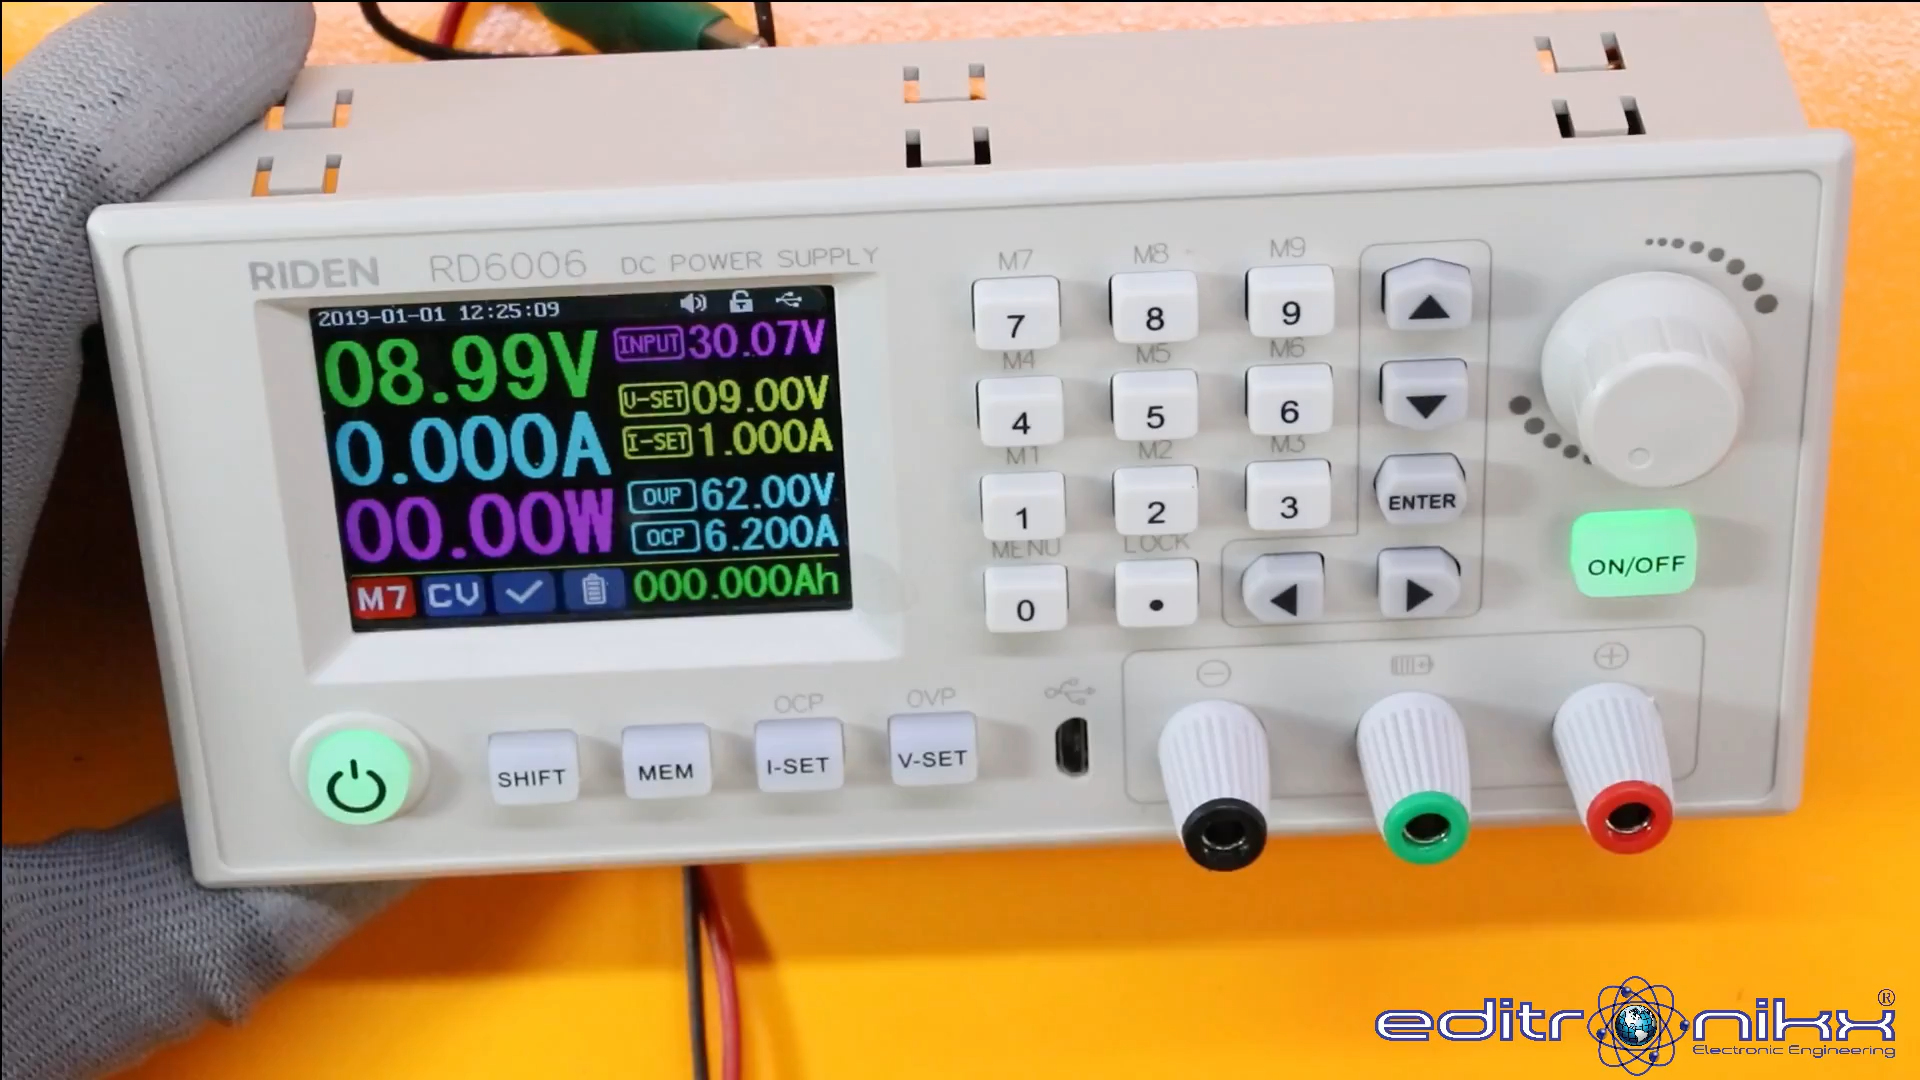 RIDEN RD6006 DC POWER SUPPLY
2019-01-01 12:25:09
08.99V
INPUT 30.07V
V-SET 09.00V
0.000A
I-SET 1.000A
OVP 62.00V
00.00W
OCP 6.200A
M7 CV 000.000Ah
M7 M8 M9
7 8 9
M4 M5 M6
4 5 6
M1 M2 M3
1 2 3
ENTER
MENU LOCK
0 •
ON/OFF
OCP OVP
SHIFT MEM I-SET V-SET
editronikx®
Electronic Engineering